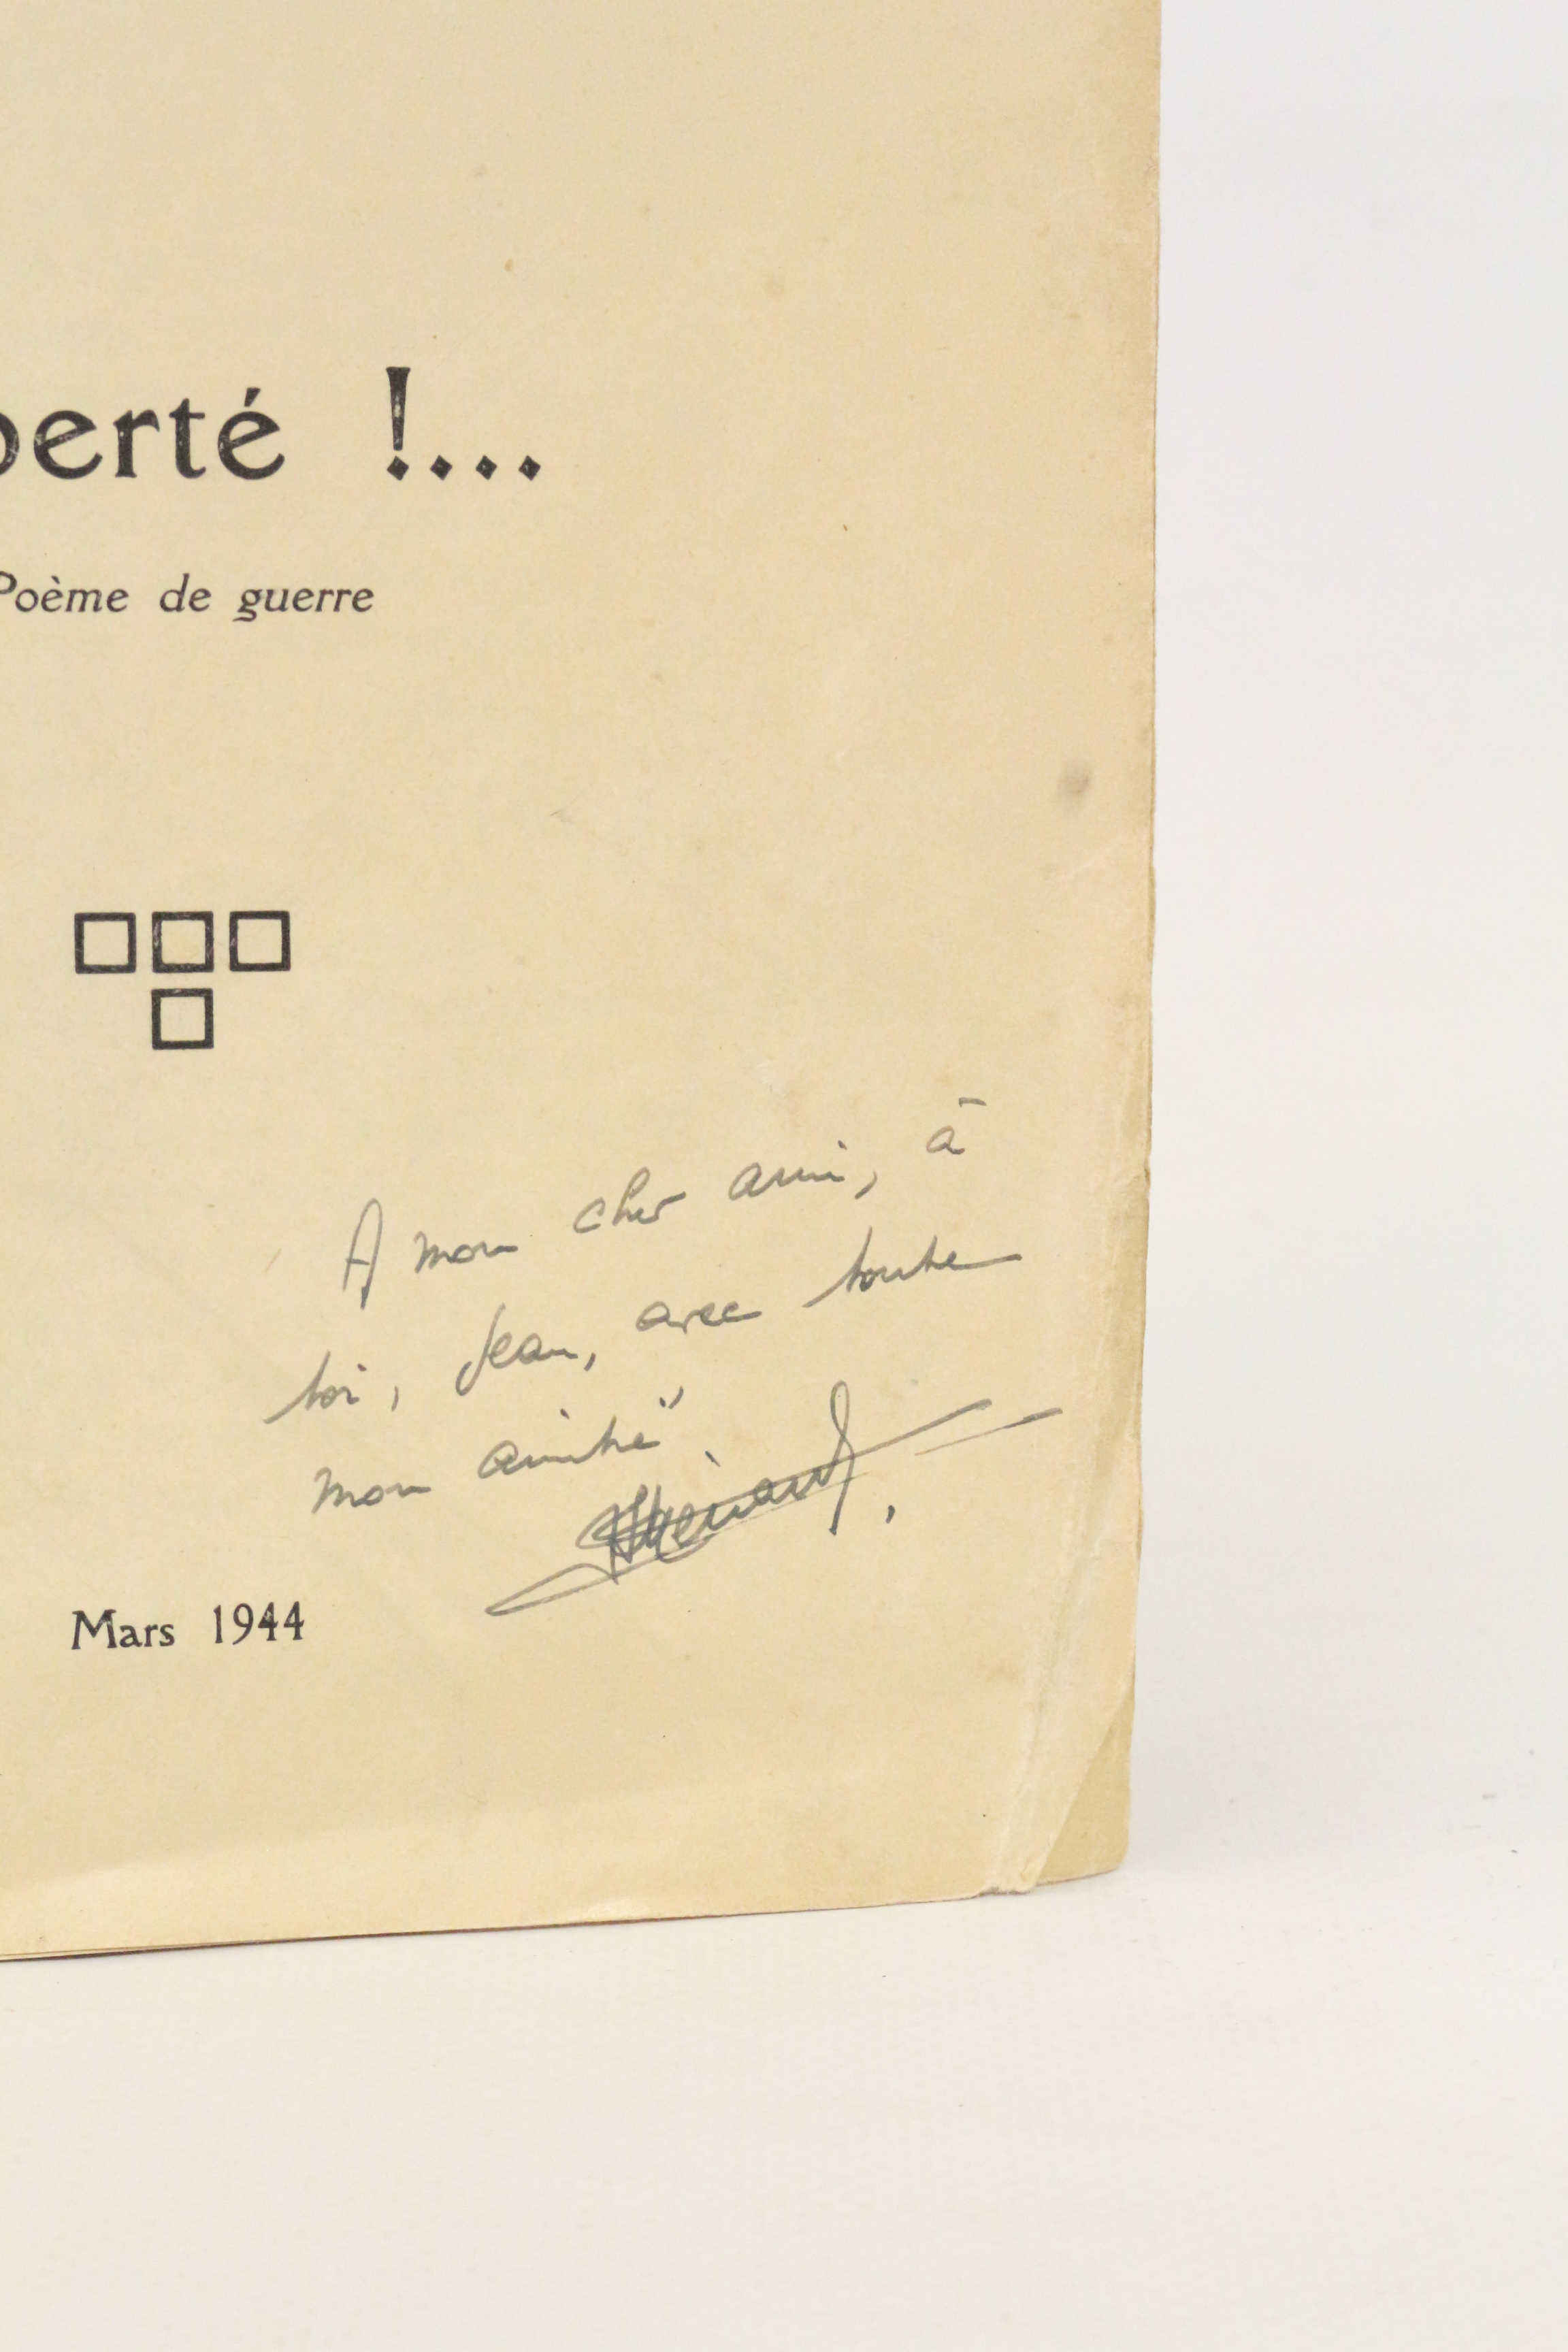 berté !....
Poème de guerre
A mon cher ami, à
toi, Jean, avec toute
mon amitié
Mars 1944